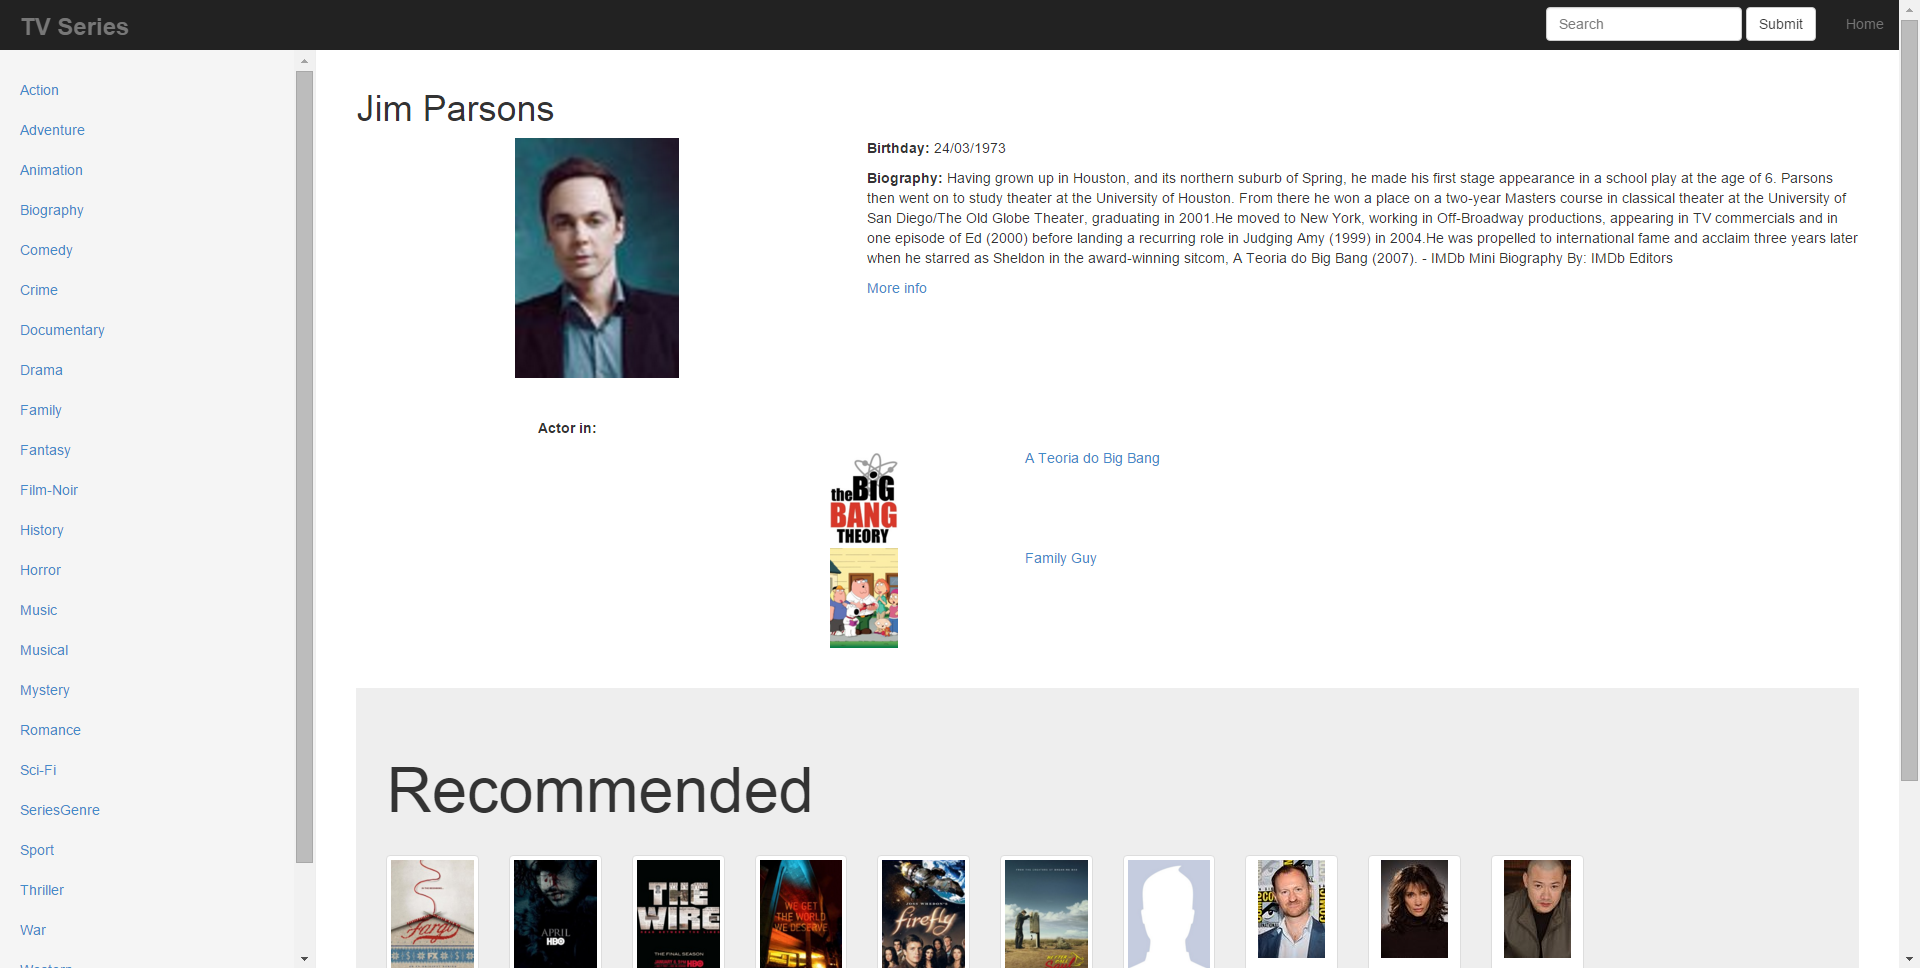 TV Series
Search
Submit
Home
Action
Adventure
Animation
Biography
Comedy
Crime
Documentary
Drama
Family
Fantasy
Film-Noir
History
Horror
Music
Musical
Mystery
Romance
Sci-Fi
SeriesGenre
Sport
Thriller
War
Western
Jim Parsons
Birthday: 24/03/1973
Biography: Having grown up in Houston, and its northern suburb of Spring, he made his first stage appearance in a school play at the age of 6. Parsons
then went on to study theater at the University of Houston. From there he won a place on a two-year Masters course in classical theater at the University of
San Diego/The Old Globe Theater, graduating in 2001.He moved to New York, working in Off-Broadway productions, appearing in TV commercials and in
one episode of Ed (2000) before landing a recurring role in Judging Amy (1999) in 2004.He was propelled to international fame and acclaim three years later
when he starred as Sheldon in the award-winning sitcom, A Teoria do Big Bang (2007). - IMDb Mini Biography By: IMDb Editors
More info
Actor in:
the BIG
BANG
THEORY
A Teoria do Big Bang
Family Guy
Recommended
Fargo
FX
APRIL
HBO
THE
WIRE
THE FINAL SEASON
HBO
WE GET
THE WORLD
WE DESERVE
firefly